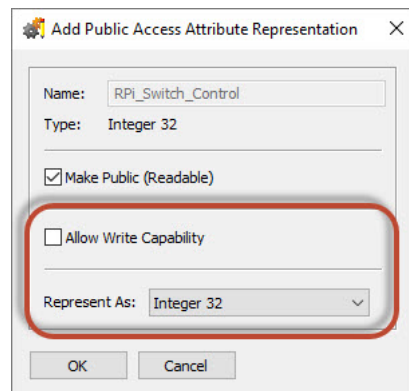 Add Public Access Attribute Representation
Name: RPi_Switch_Control
Type: Integer 32
Make Public (Readable)
Allow Write Capability
Represent As: Integer 32
OK Cancel